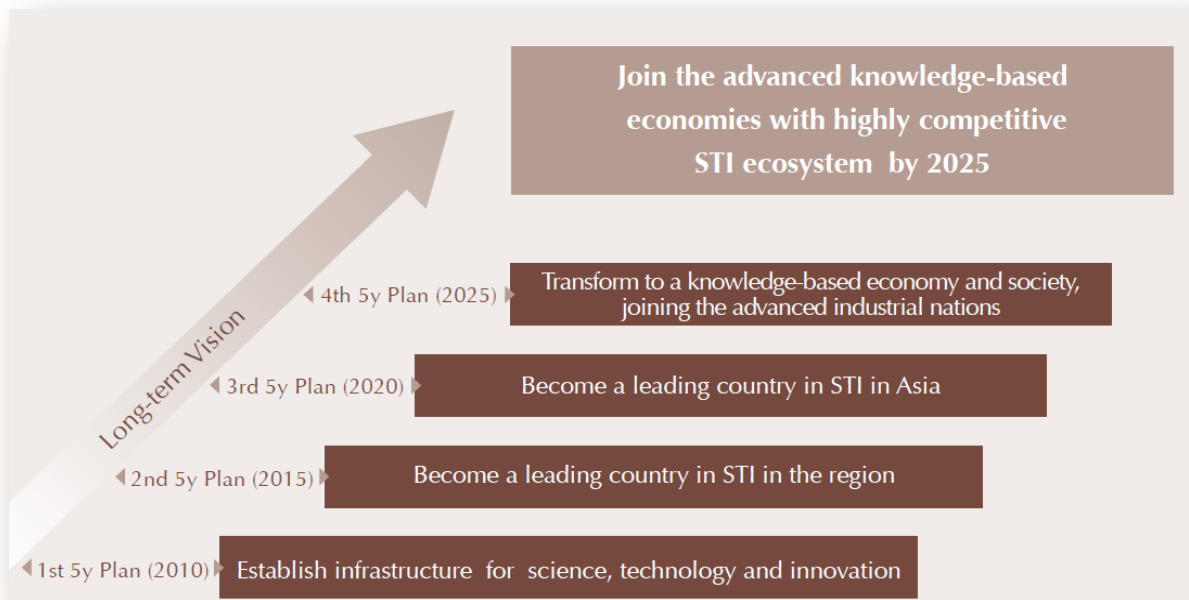 Join the advanced knowledge-based
economies with highly competitive
STI ecosystem by 2025
4th 5y Plan (2025)
Transform to a knowledge-based economy and society,
joining the advanced industrial nations
Long-term Vision
3rd 5y Plan (2020)
Become a leading country in STI in Asia
2nd 5y Plan (2015)
Become a leading country in STI in the region
1st 5y Plan (2010)
Establish infrastructure for science, technology and innovation